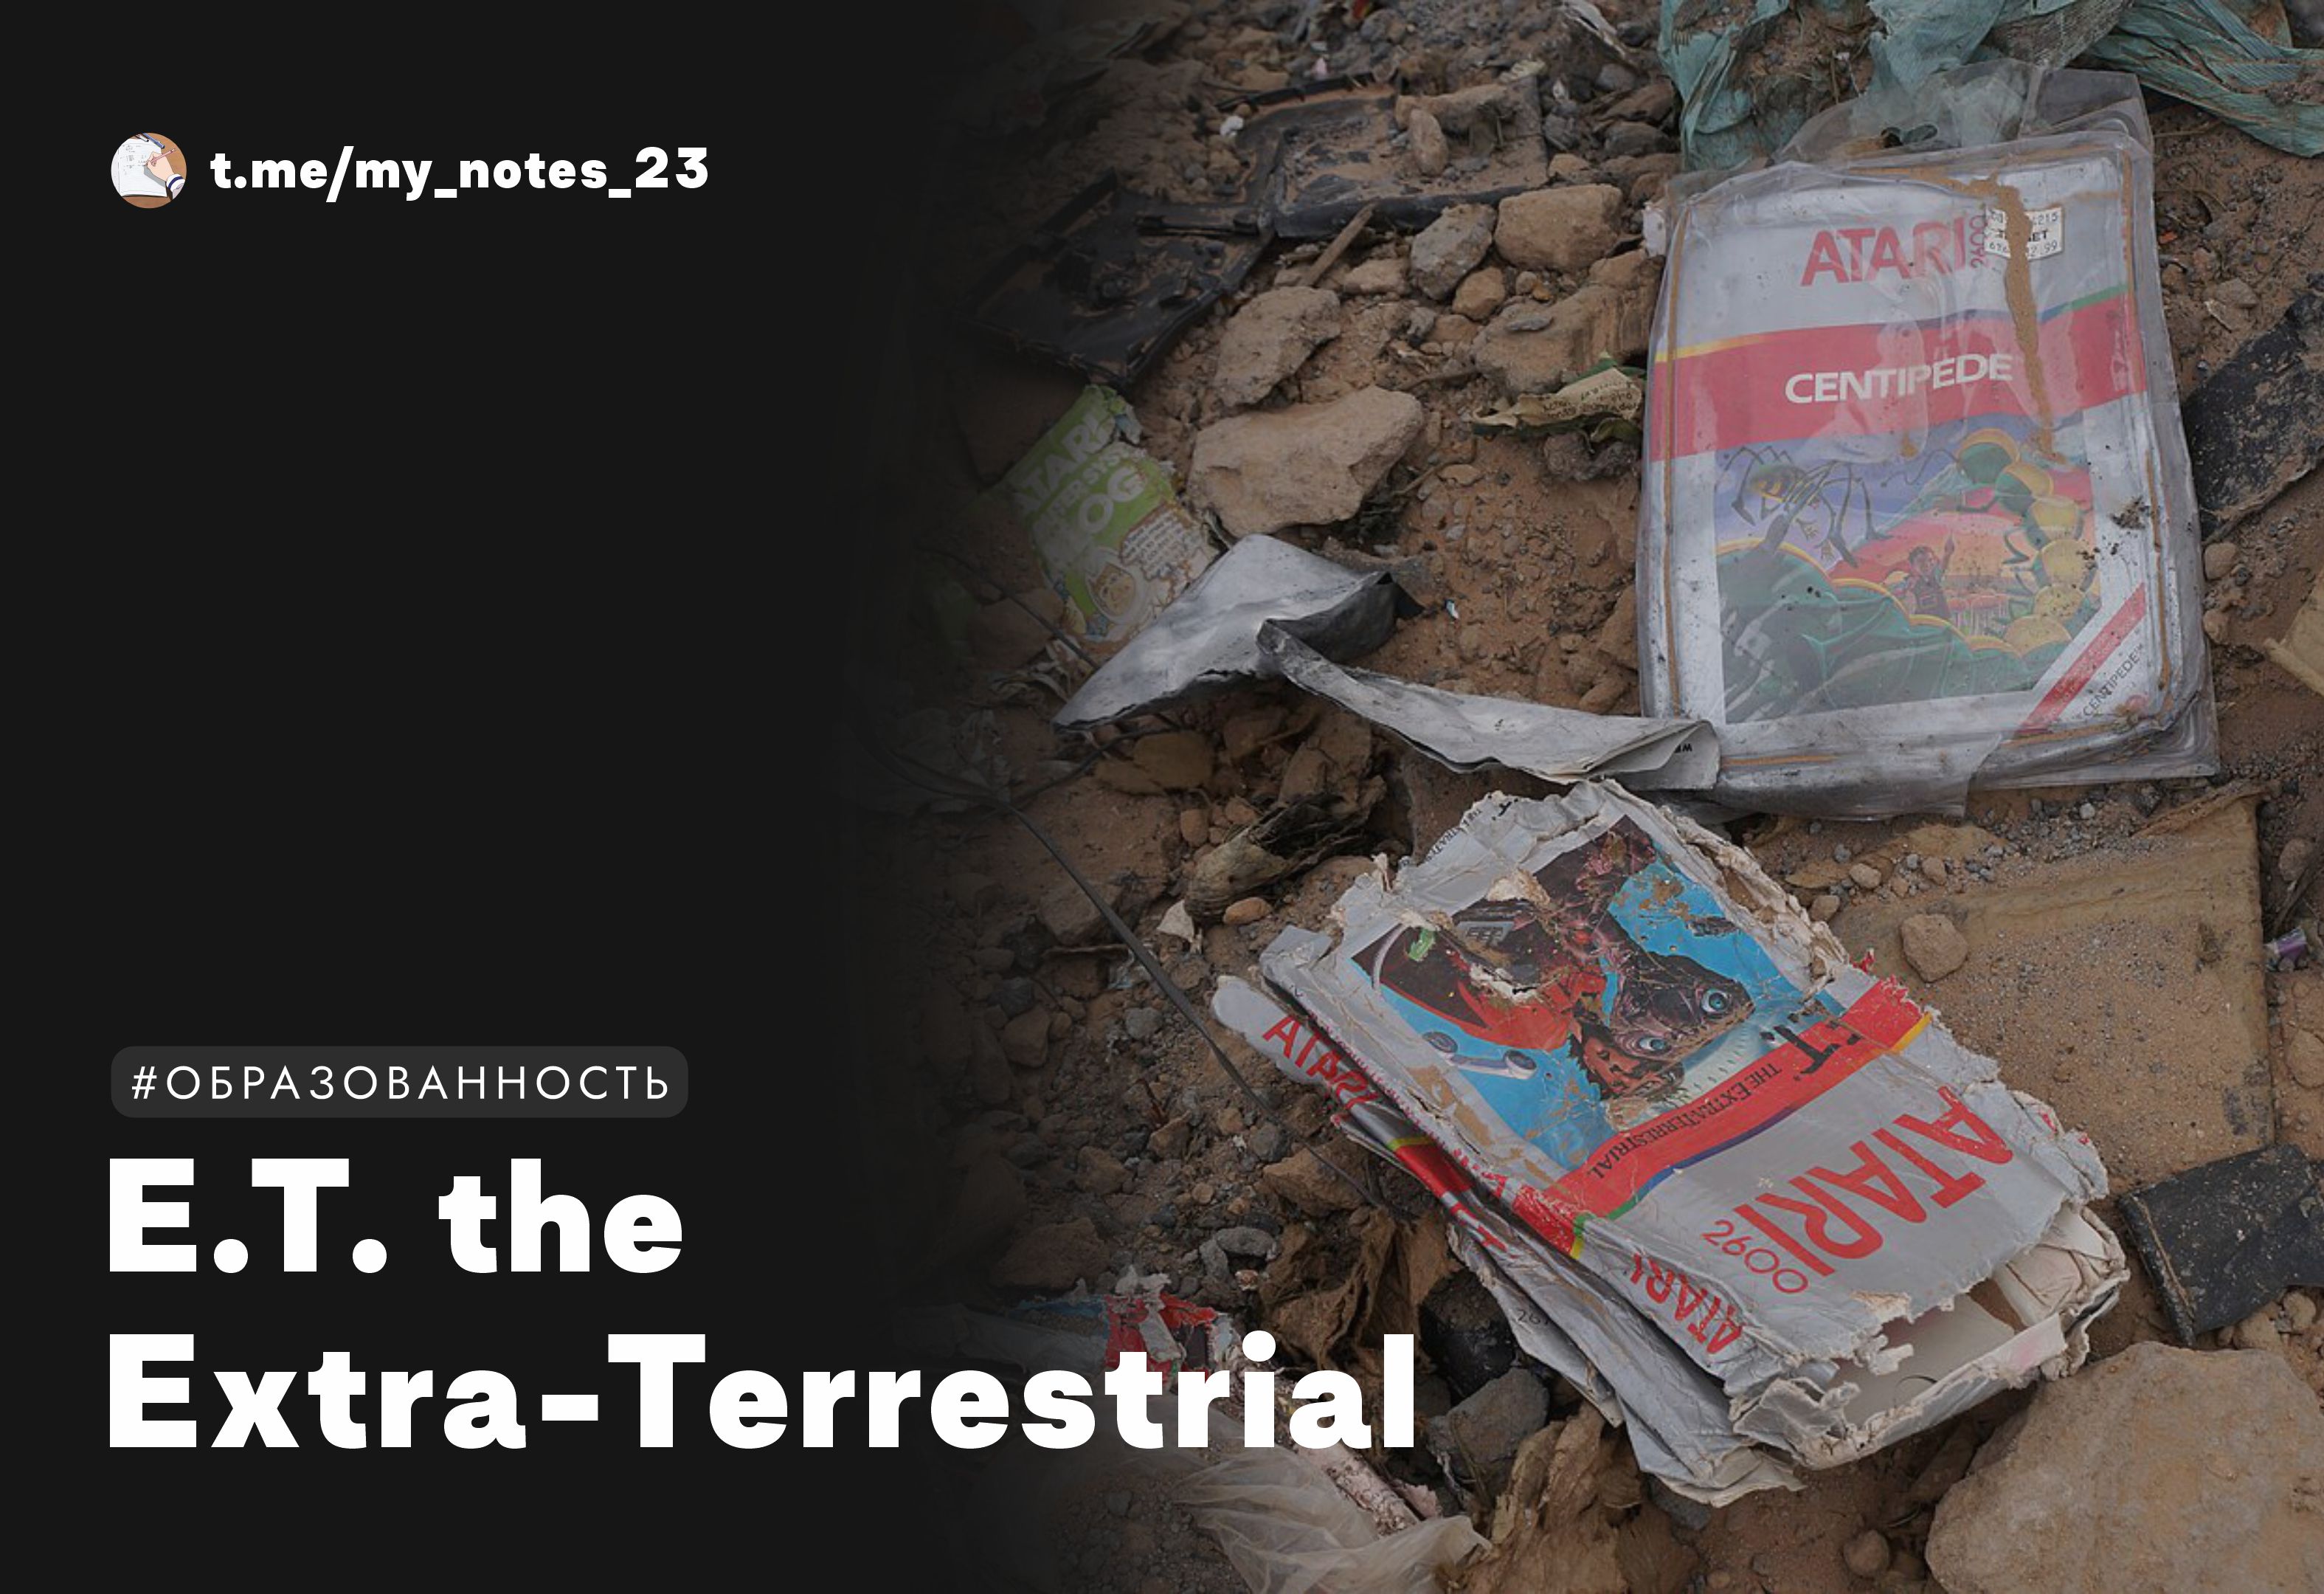 t.me/my_notes_23
#ОБРАЗОВАННОСТЬ
E.T. the
Extra-Terrestrial
ATARI
2600
CENTIPEDE
CENTIPEDE
ATARI
E.T.
THE EXTRA-TERRESTRIAL
ATARI
2600
ATARI